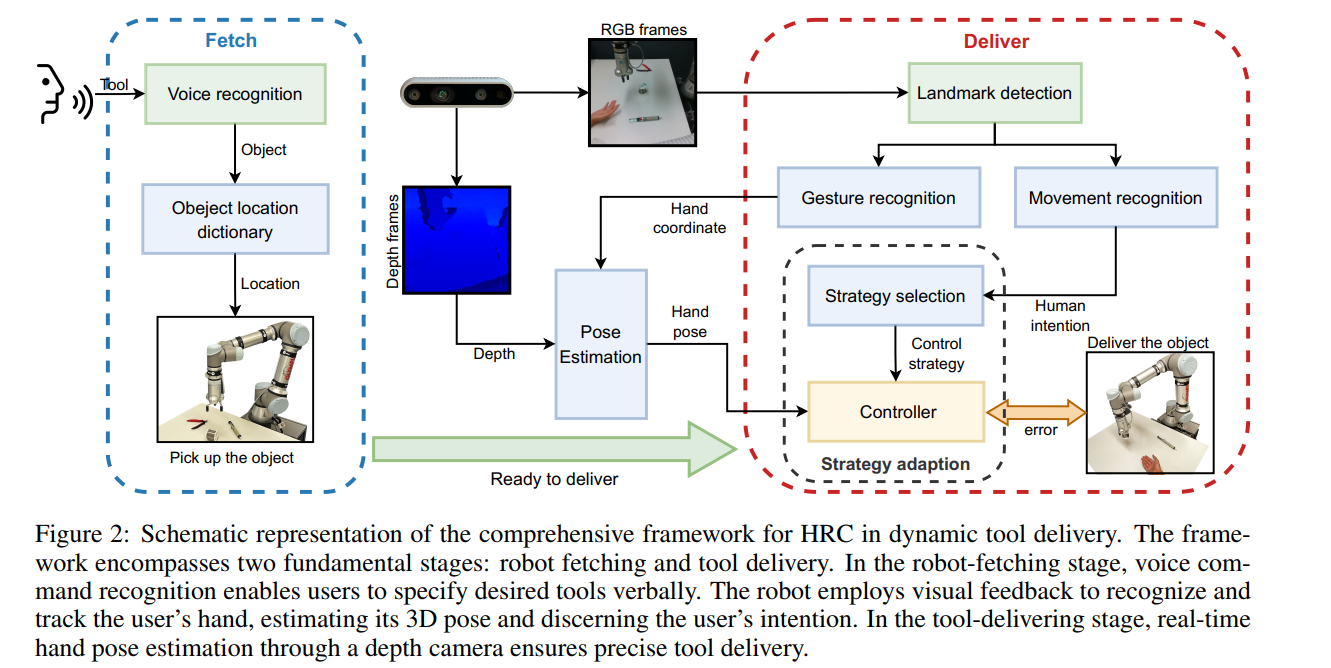 Fetch
Tool
Voice recognition
Object
Obeject location
dictionary
Location
Pick up the object
RGB frames
Depth frames
Depth
Pose
Estimation
Hand
coordinate
Hand
pose
Ready to deliver
Deliver
Landmark detection
Gesture recognition
Movement recognition
Strategy selection
Human
intention
Control
strategy
Controller
error
Strategy adaption
Deliver the object
Figure 2: Schematic representation of the comprehensive framework for HRC in dynamic tool delivery. The frame-
work encompasses two fundamental stages: robot fetching and tool delivery. In the robot-fetching stage, voice com-
mand recognition enables users to specify desired tools verbally. The robot employs visual feedback to recognize and
track the user's hand, estimating its 3D pose and discerning the user's intention. In the tool-delivering stage, real-time
hand pose estimation through a depth camera ensures precise tool delivery.